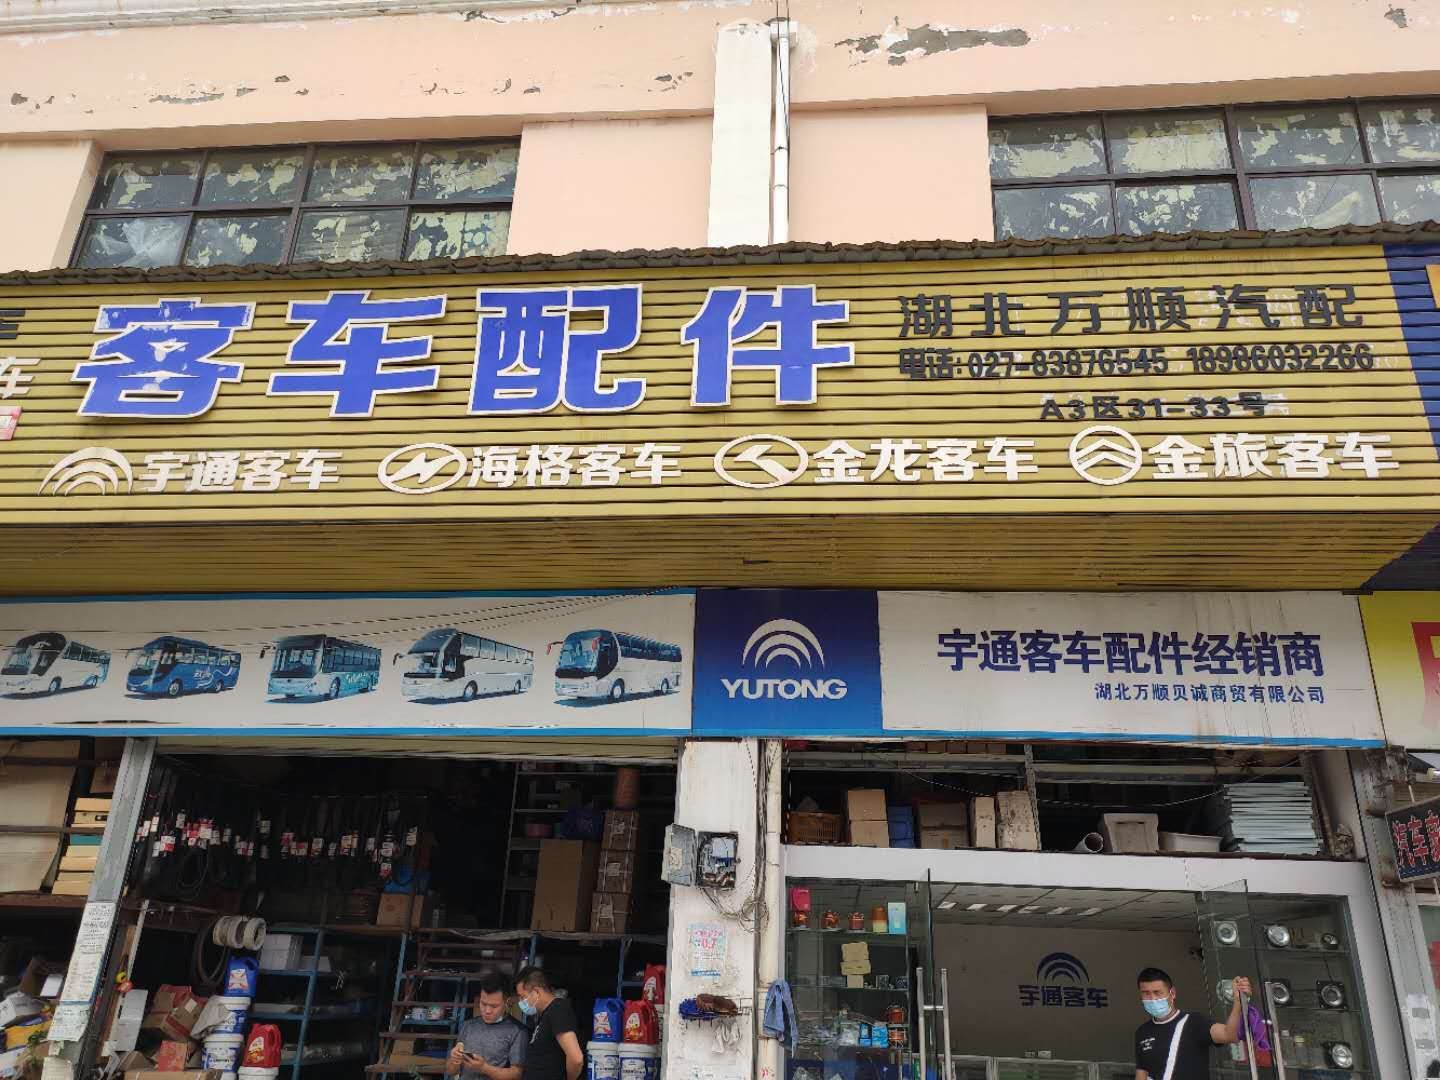 车
客车配件
湖北万顺汽配
电话:027-83876545 18986032266
A3区31-33号
宇通客车 海格客车 金龙客车 金旅客车
YUTONG
宇通客车配件经销商
湖北万顺贝诚商贸有限公司
宇通客车
汽车